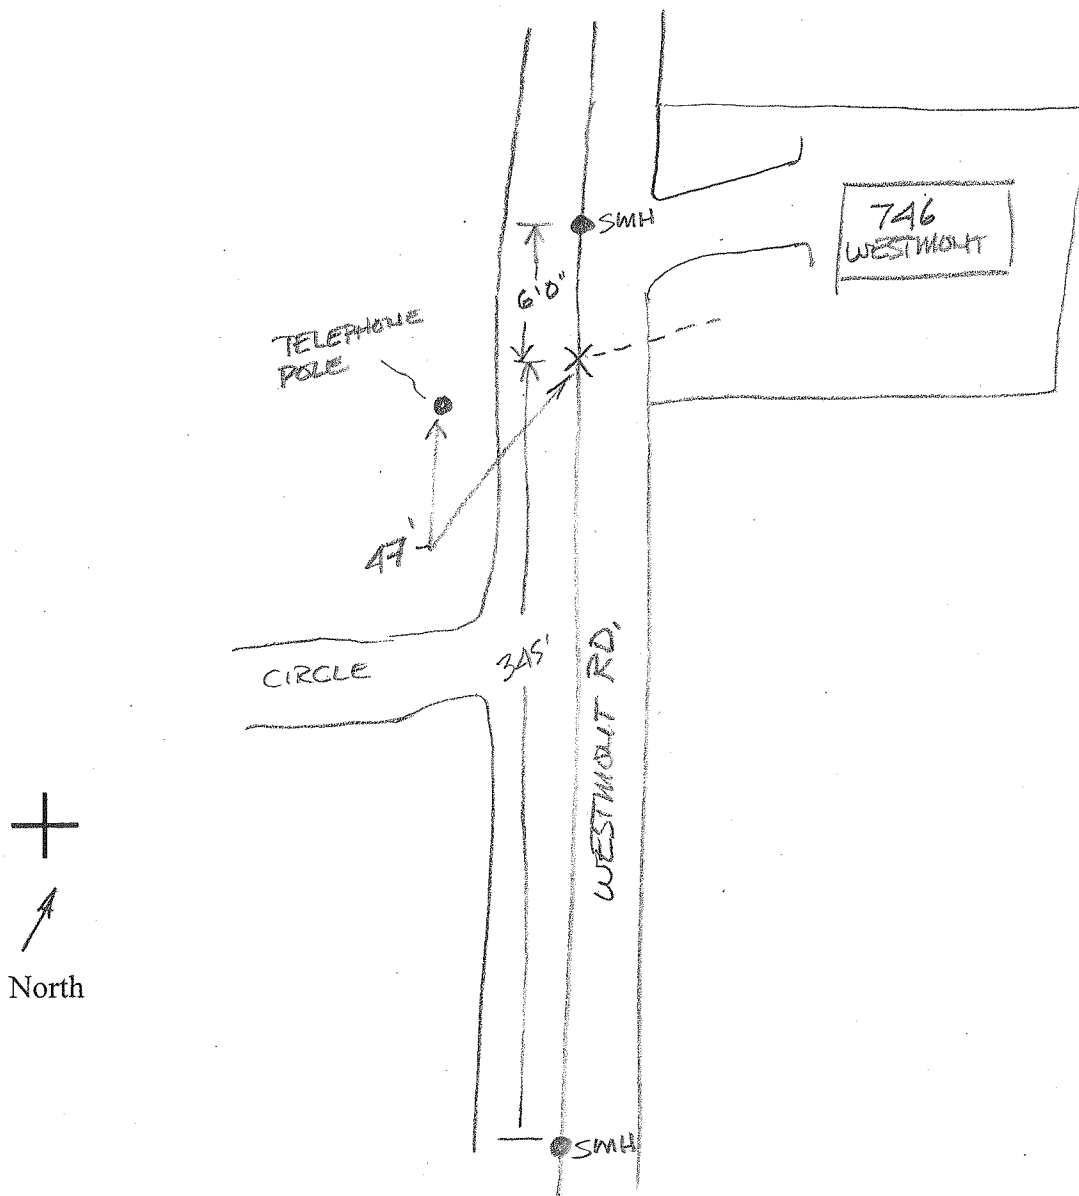 SMH
746
WESTMONT
6'0"
TELEPHONE
POLE
47'
345'
CIRCLE
WESTMONT RD.
North
SMH